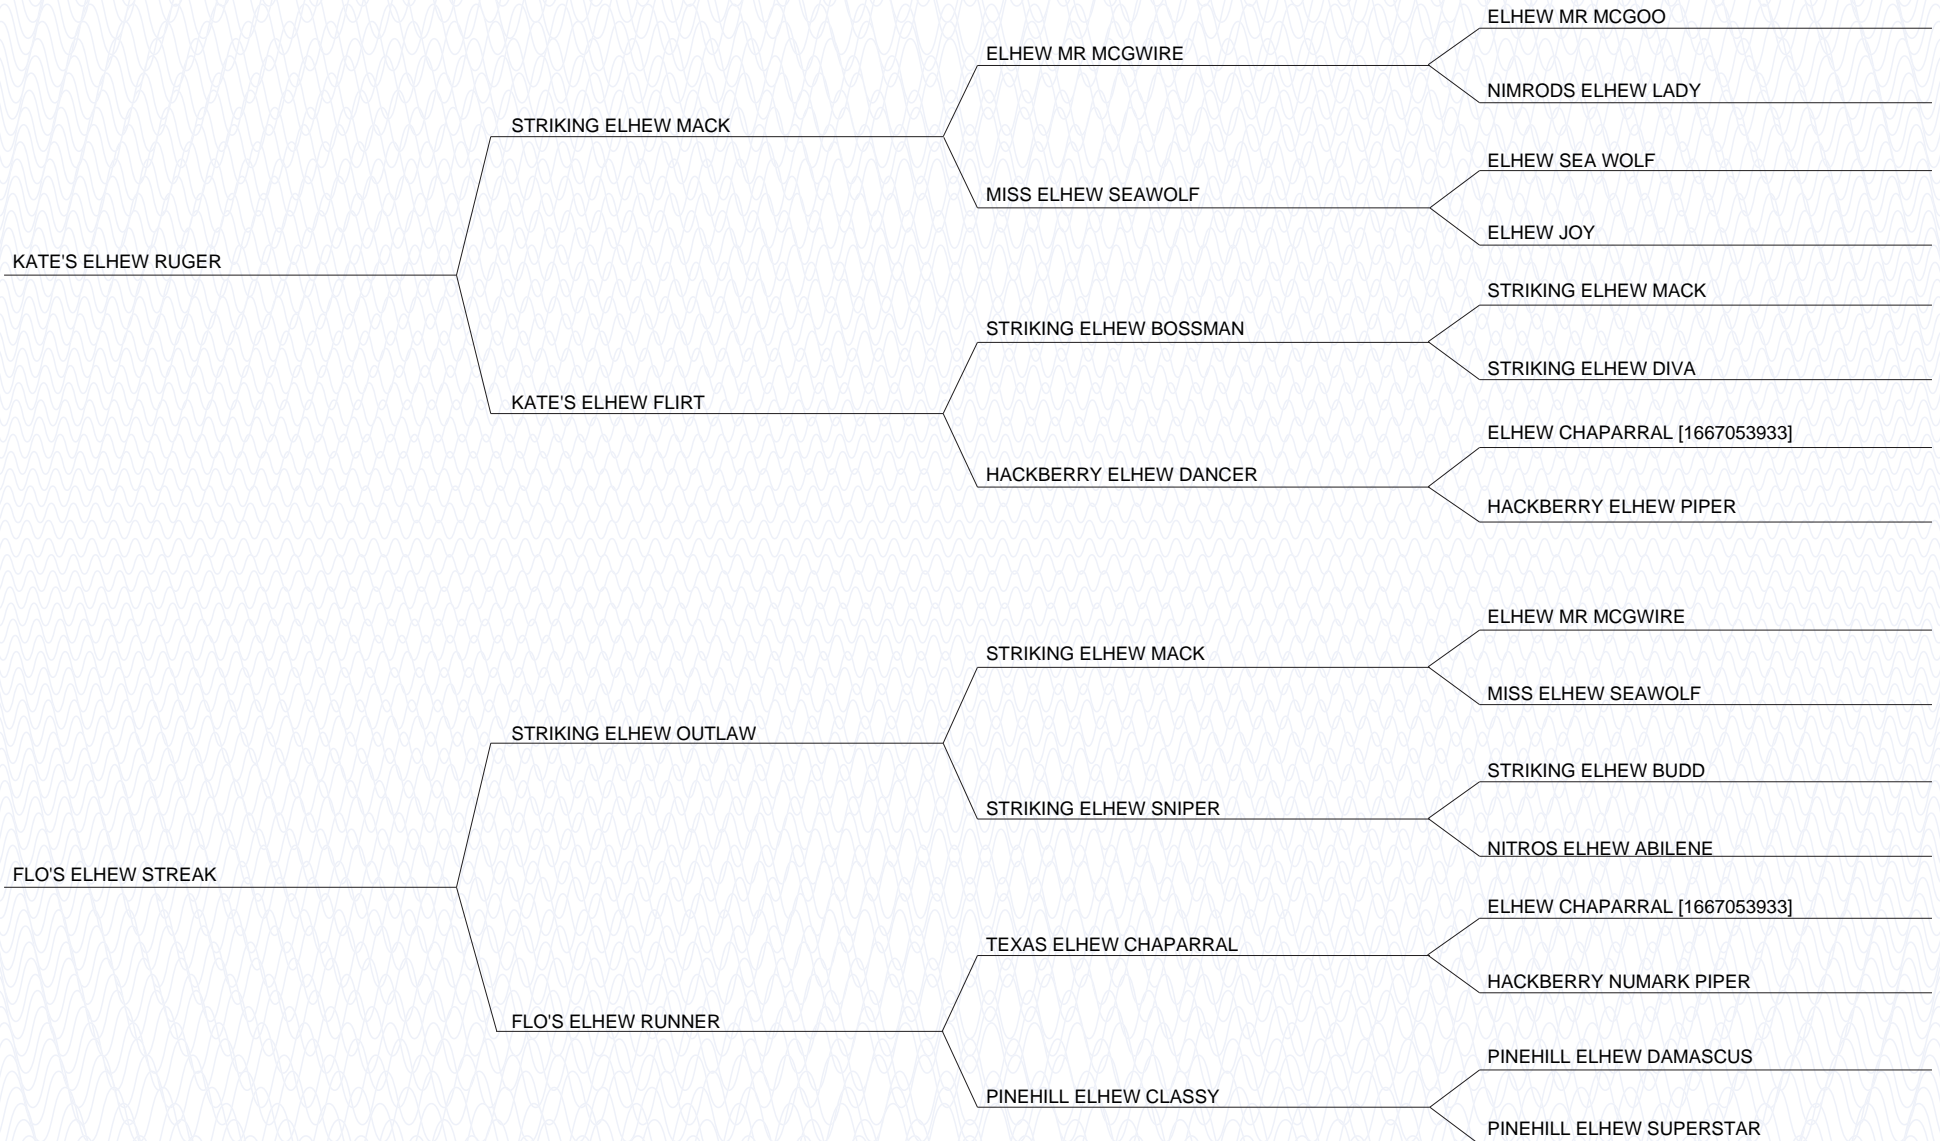 ELHEW MR MCGOO
ELHEW MR MCGWIRE
NIMRODS ELHEW LADY
STRIKING ELHEW MACK
ELHEW SEA WOLF
MISS ELHEW SEAWOLF
ELHEW JOY
KATE'S ELHEW RUGER
STRIKING ELHEW MACK
STRIKING ELHEW BOSSMAN
STRIKING ELHEW DIVA
KATE'S ELHEW FLIRT
ELHEW CHAPARRAL [1667053933]
HACKBERRY ELHEW DANCER
HACKBERRY ELHEW PIPER
ELHEW MR MCGWIRE
STRIKING ELHEW MACK
MISS ELHEW SEAWOLF
STRIKING ELHEW OUTLAW
STRIKING ELHEW BUDD
STRIKING ELHEW SNIPER
NITROS ELHEW ABILENE
FLO'S ELHEW STREAK
ELHEW CHAPARRAL [1667053933]
TEXAS ELHEW CHAPARRAL
HACKBERRY NUMARK PIPER
FLO'S ELHEW RUNNER
PINEHILL ELHEW DAMASCUS
PINEHILL ELHEW CLASSY
PINEHILL ELHEW SUPERSTAR